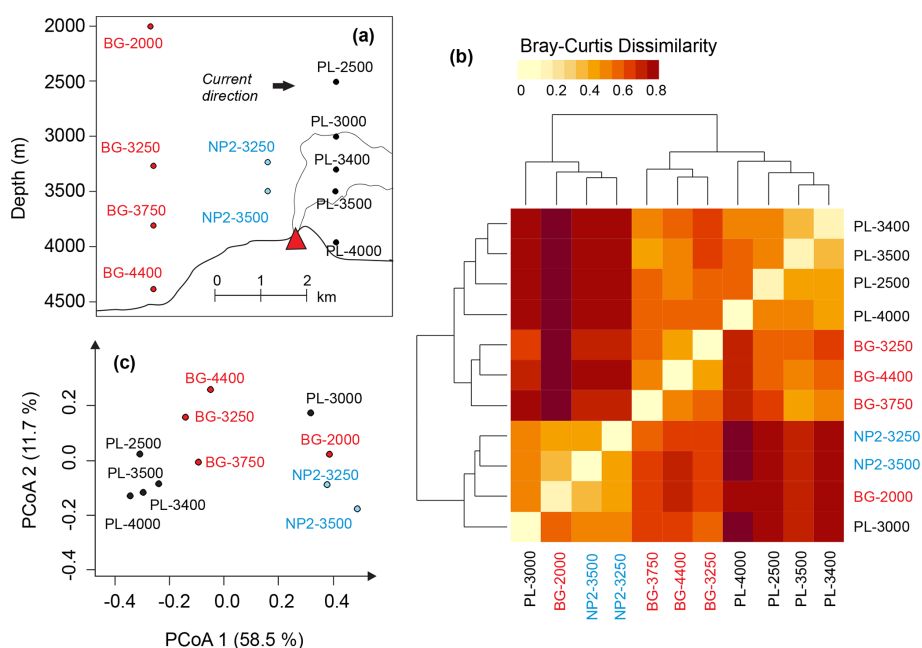 (a)
2000
2500
3000
3500
4000
4500
Depth (m)
BG-2000
BG-3250
BG-3750
BG-4400
Current
direction
NP2-3250
NP2-3500
PL-2500
PL-3000
PL-3400
PL-3500
PL-4000
0 1 2
km
(b)
Bray-Curtis Dissimilarity
0 0.2 0.4 0.6 0.8
PL-3400
PL-3500
PL-2500
PL-4000
BG-3250
BG-4400
BG-3750
NP2-3250
NP2-3500
BG-2000
PL-3000
PL-3000
BG-2000
NP2-3500
NP2-3250
BG-3750
BG-4400
BG-3250
PL-4000
PL-2500
PL-3500
PL-3400
(c)
0.2
0.0
-0.2
-0.4
PCoA 2 (11.7 %)
BG-4400
BG-3250
BG-3750
PL-3000
BG-2000
NP2-3250
NP2-3500
PL-2500
PL-3500
PL-3400
PL-4000
-0.4 -0.2 0.0 0.2 0.4
PCoA 1 (58.5 %)